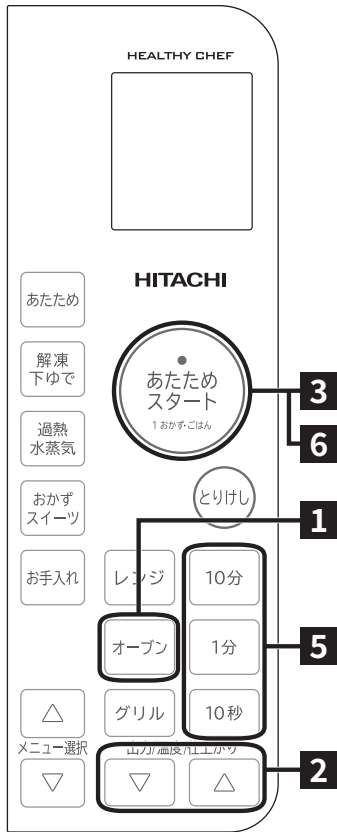 HEALTHY CHEF
HITACHI
あたため
あたため
スタート
1 おかず・ごはん
3
6
解凍
下ゆで
過熱
水蒸気
おかず
スイーツ
とりけし
1
お手入れ
レンジ
10分
オーブン
1分
5
グリル
10秒
メニュー選択
出力/温度/仕上がり
△
▽
▽
△
2